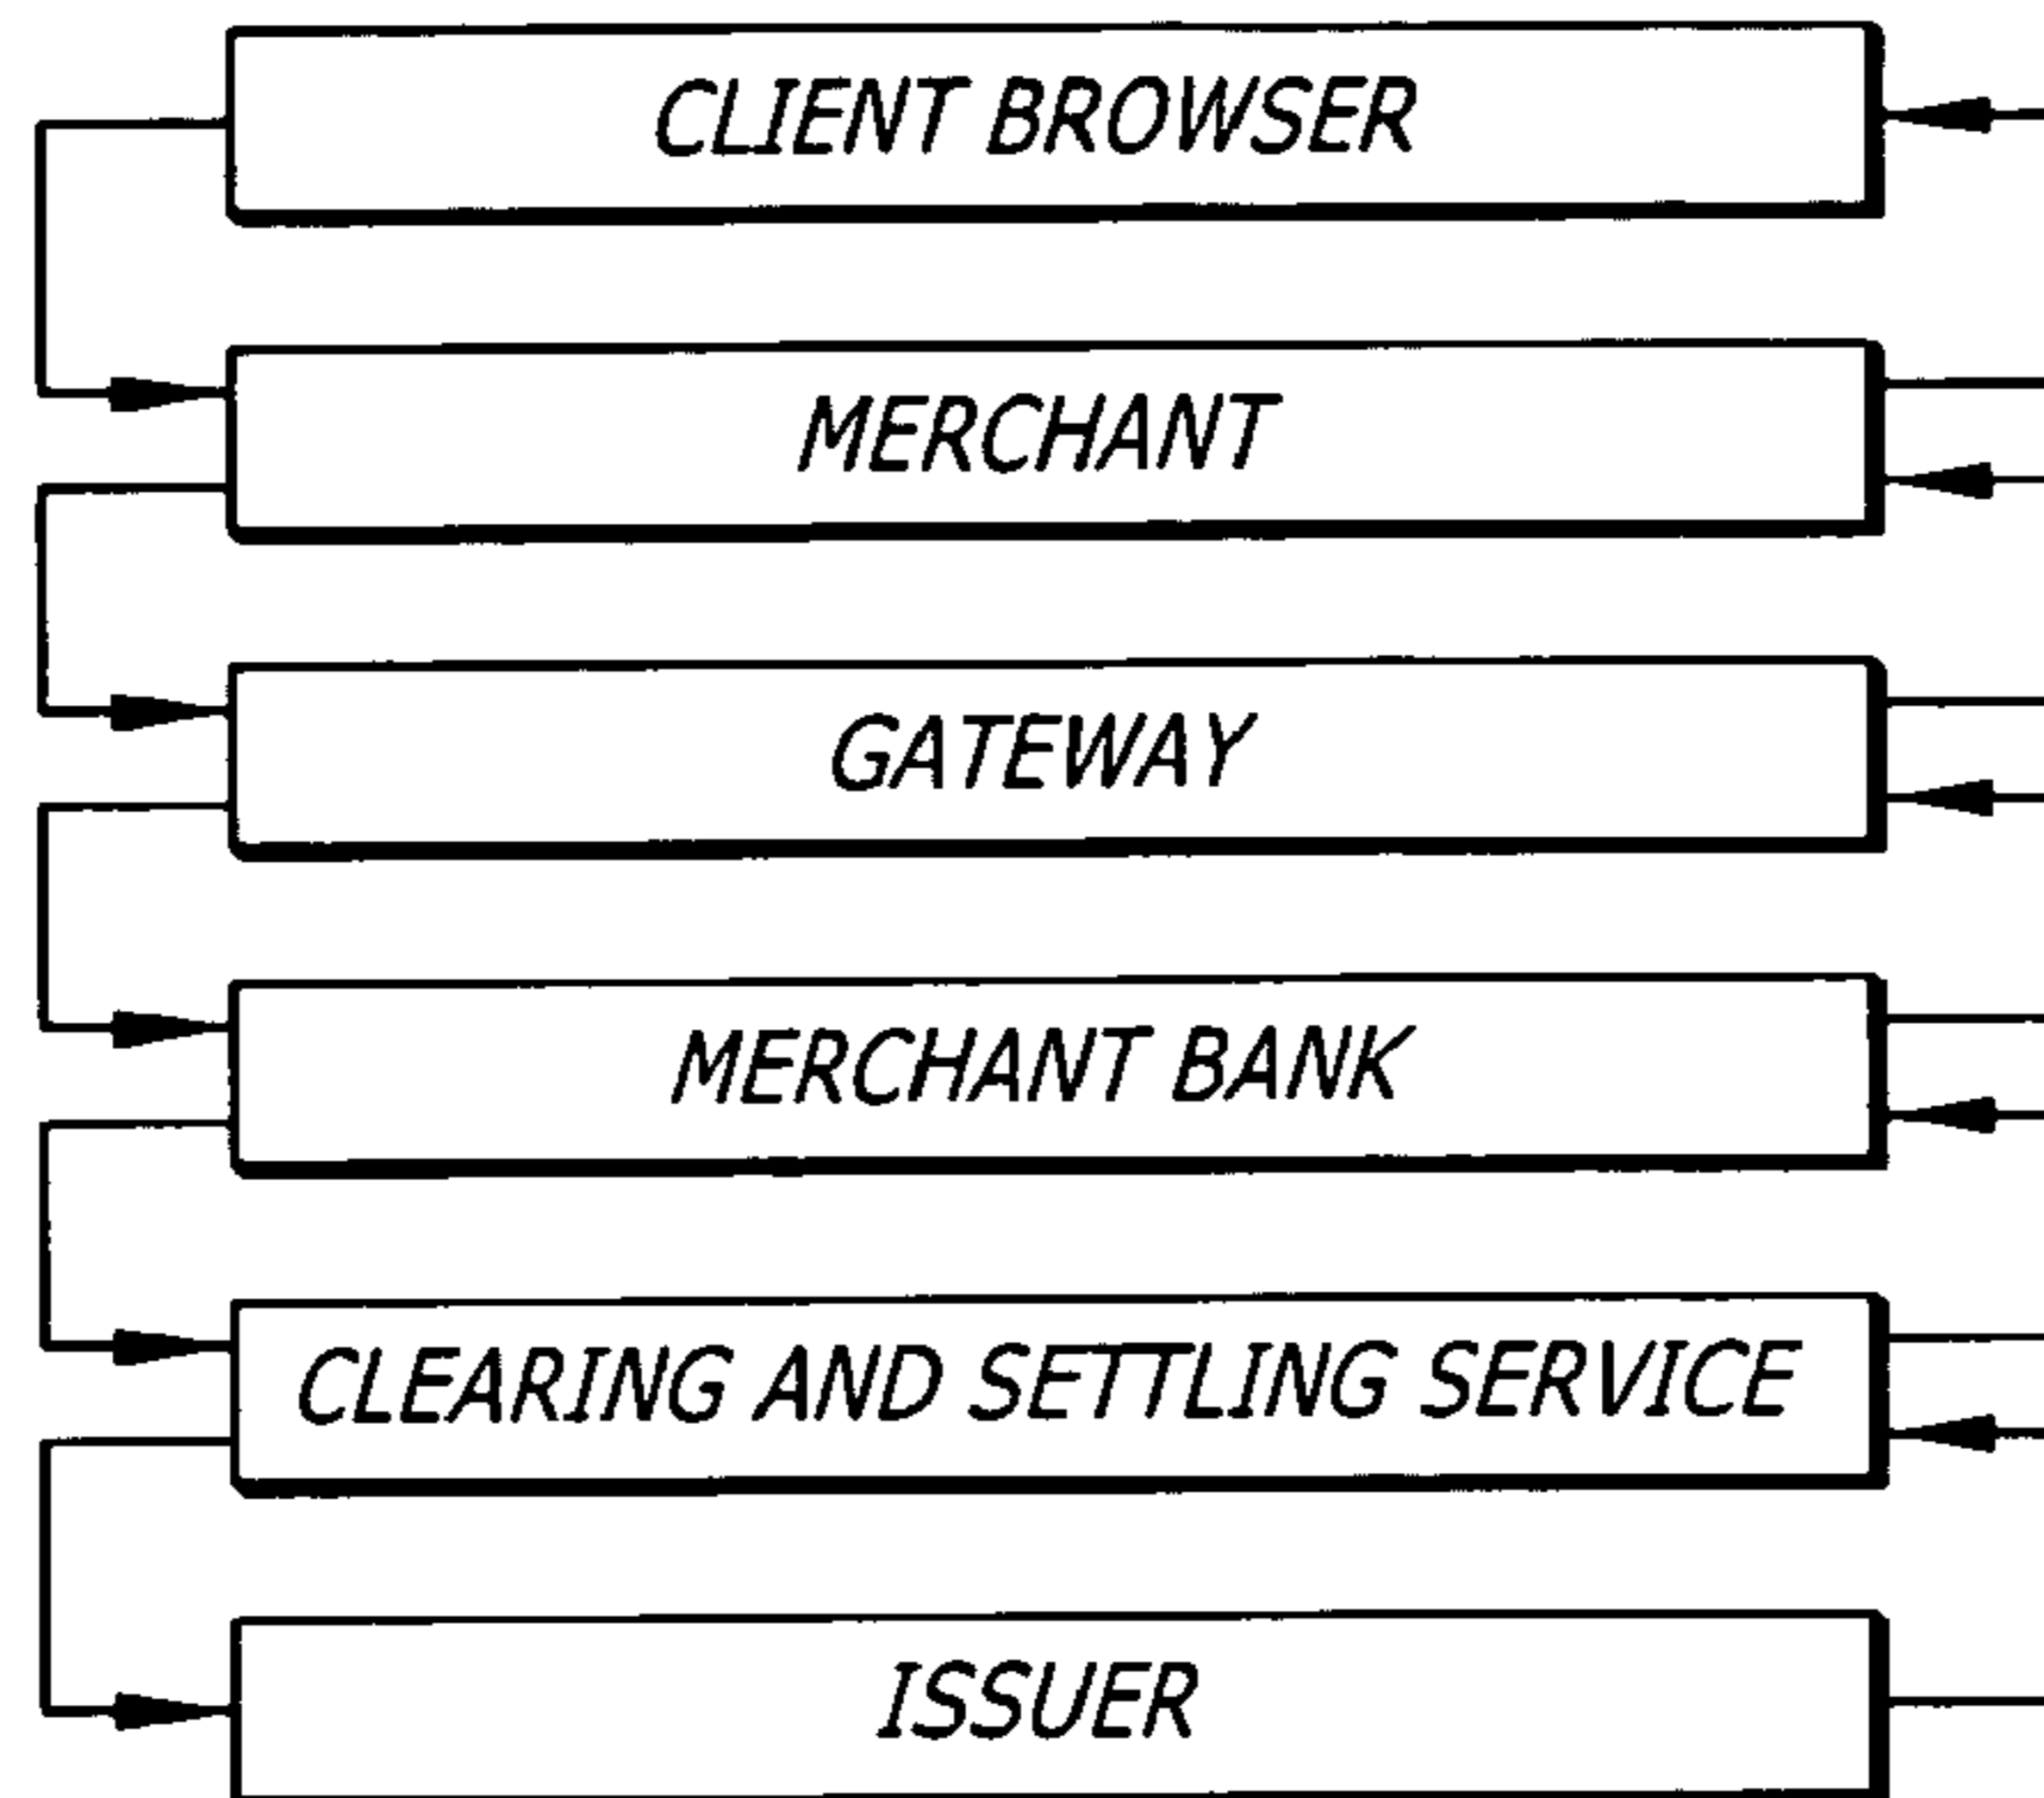 CLIENT BROWSER
MERCHANT
GATEWAY
MERCHANT BANK
CLEARING AND SETTLING SERVICE
ISSUER